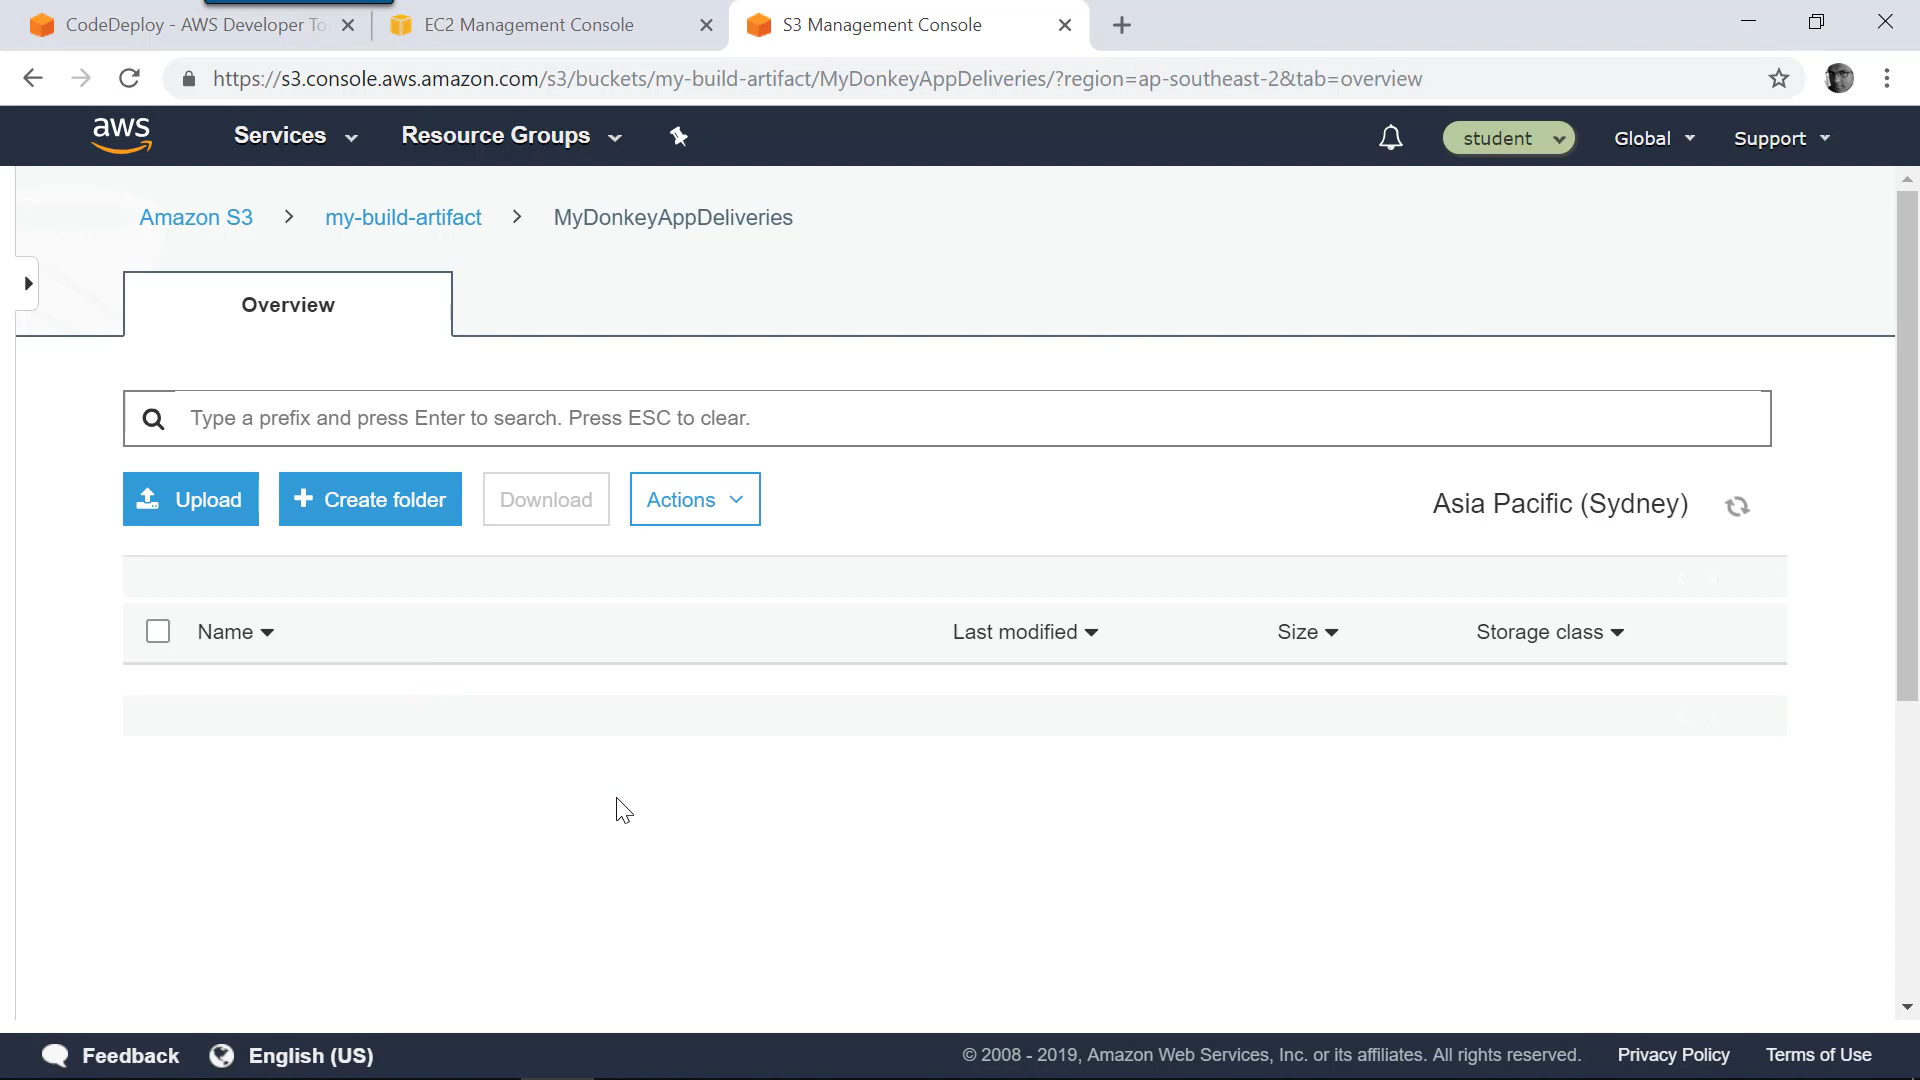 CodeDeploy - AWS Developer To
EC2 Management Console
S3 Management Console
https://s3.console.aws.amazon.com/s3/buckets/my-build-artifact/MyDonkeyAppDeliveries/?region=ap-southeast-2&tab=overview
aws
Services
Resource Groups
student
Global
Support
Amazon S3 > my-build-artifact > MyDonkeyAppDeliveries
Overview
Type a prefix and press Enter to search. Press ESC to clear.
Upload
+ Create folder
Download
Actions
Asia Pacific (Sydney)
Name
Last modified
Size
Storage class
Feedback
English (US)
© 2008 - 2019, Amazon Web Services, Inc. or its affiliates. All rights reserved.
Privacy Policy
Terms of Use